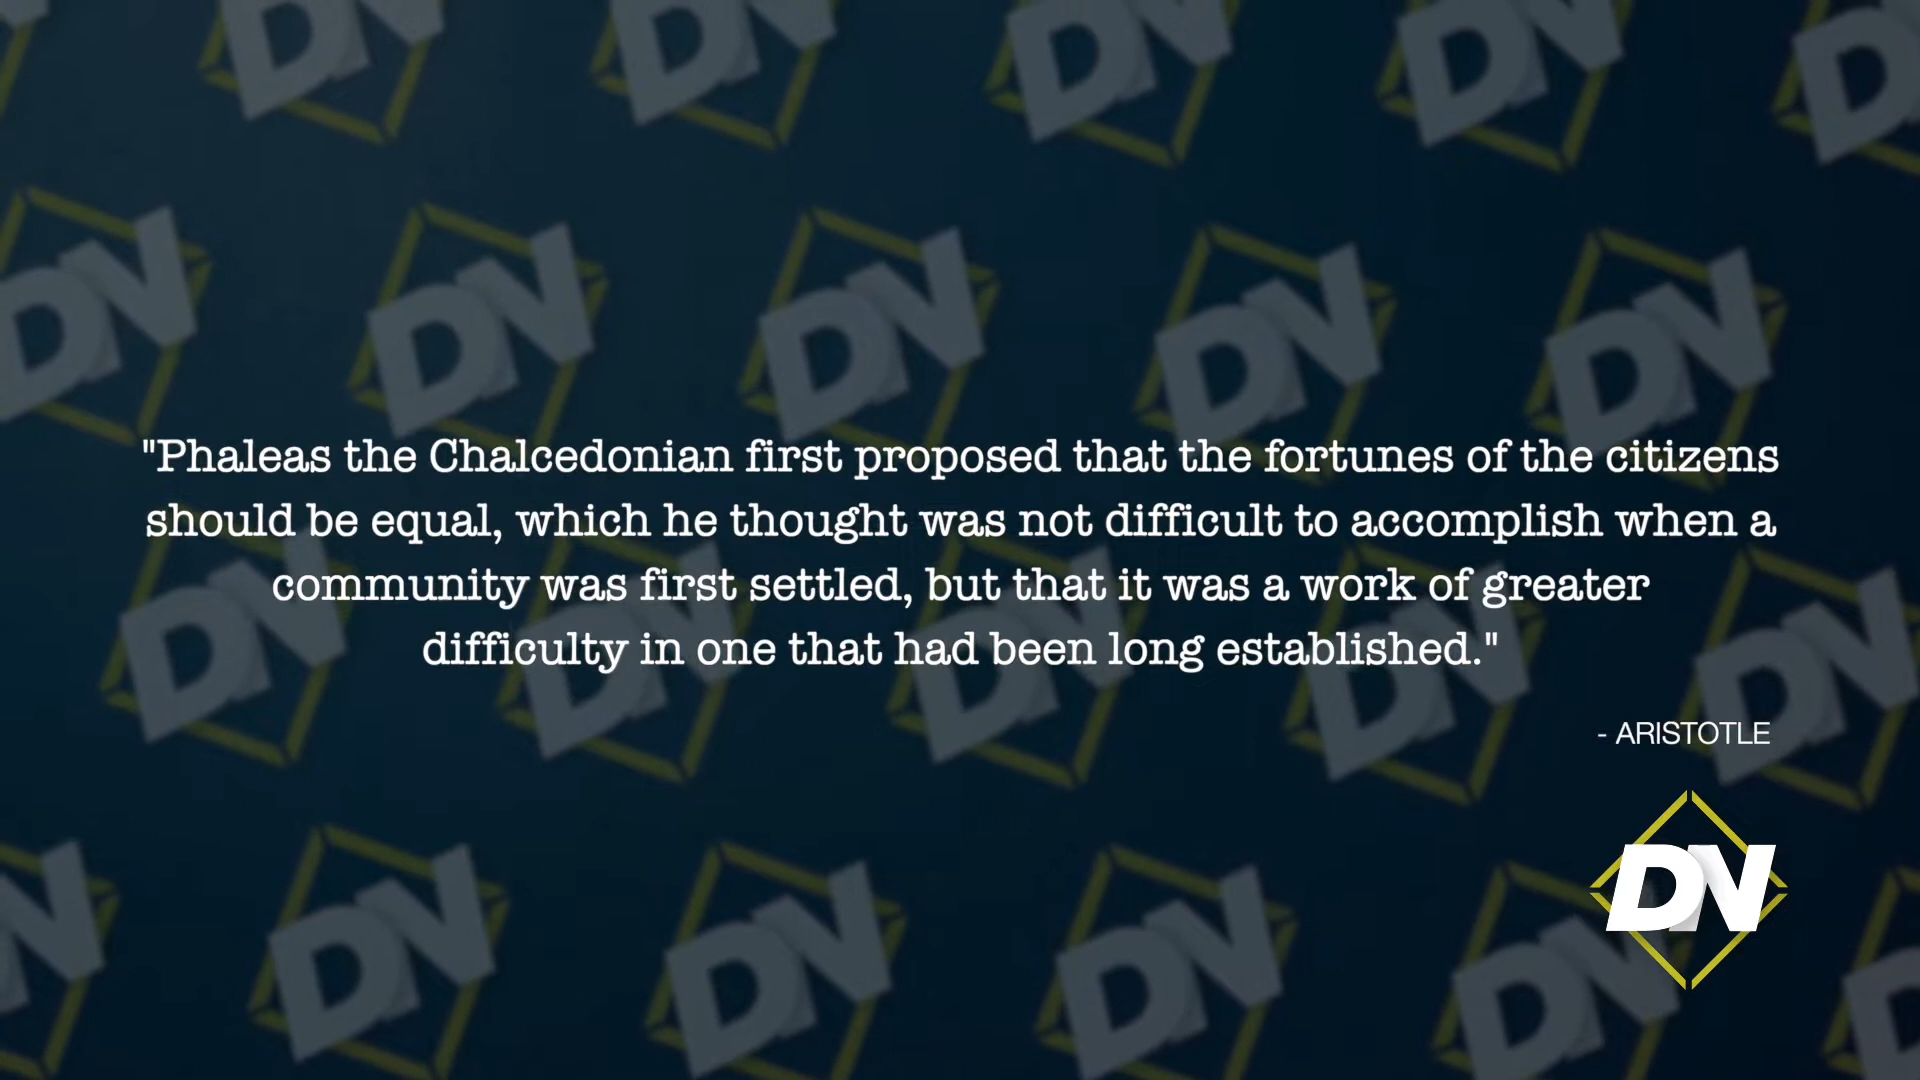 "Phaleas the Chalcedonian first proposed that the fortunes of the citizens
should be equal, which he thought was not difficult to accomplish when a
community was first settled, but that it was a work of greater
difficulty in one that had been long established."
- ARISTOTLE
DN